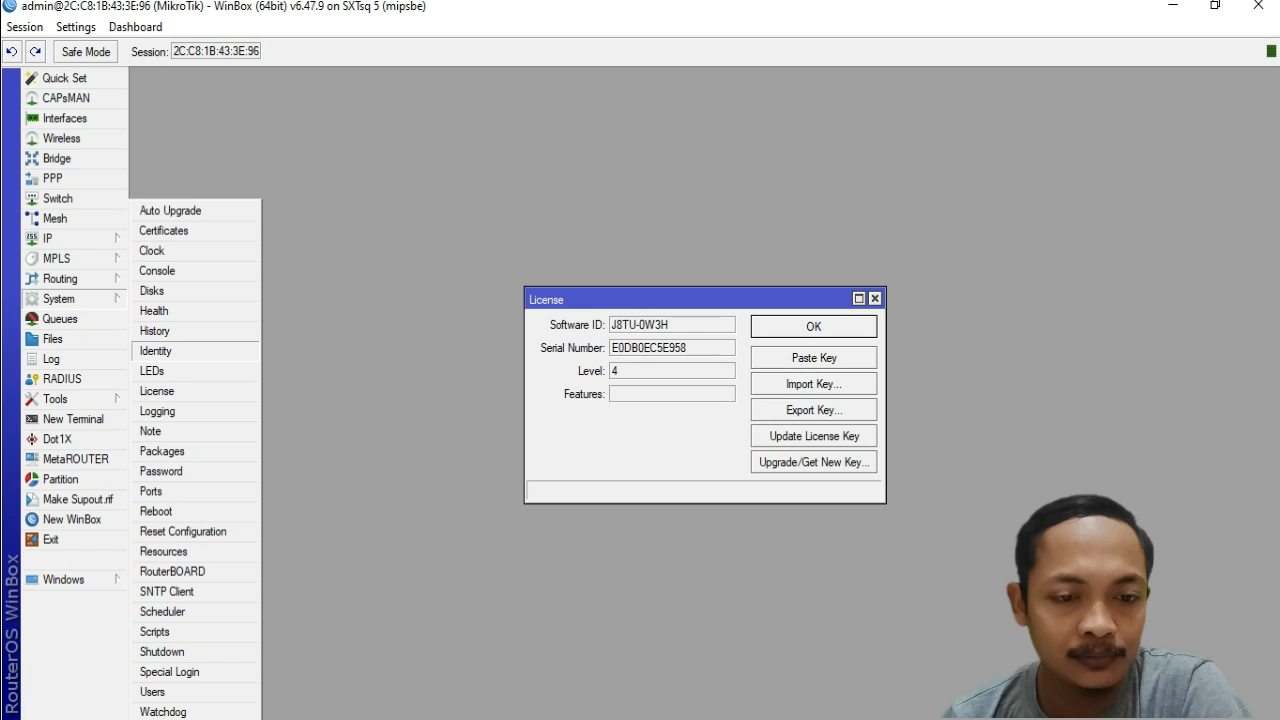 admin@2C:C8:1B:43:3E:96 (MikroTik) - WinBox (64bit) v6.47.9 on SXTsq 5 (mipsbe)
Session Settings Dashboard
Safe Mode Session: 2C:C8:1B:43:3E:96
Quick Set
CAPsMAN
Interfaces
Wireless
Bridge
PPP
Switch
Mesh
IP
MPLS
Routing
System
Queues
Files
Log
RADIUS
Tools
New Terminal
Dot1X
MetaROUTER
Partition
Make Supout.rif
New WinBox
Exit
Windows
RouterOS WinBox
Auto Upgrade
Certificates
Clock
Console
Disks
Health
History
Identity
LEDs
License
Logging
Note
Packages
Password
Ports
Reboot
Reset Configuration
Resources
RouterBOARD
SNTP Client
Scheduler
Scripts
Shutdown
Special Login
Users
Watchdog
License
Software ID: J8TU-0W3H
Serial Number: E0DB0EC5E958
Level: 4
Features:
OK
Paste Key
Import Key...
Export Key...
Update License Key
Upgrade/Get New Key...